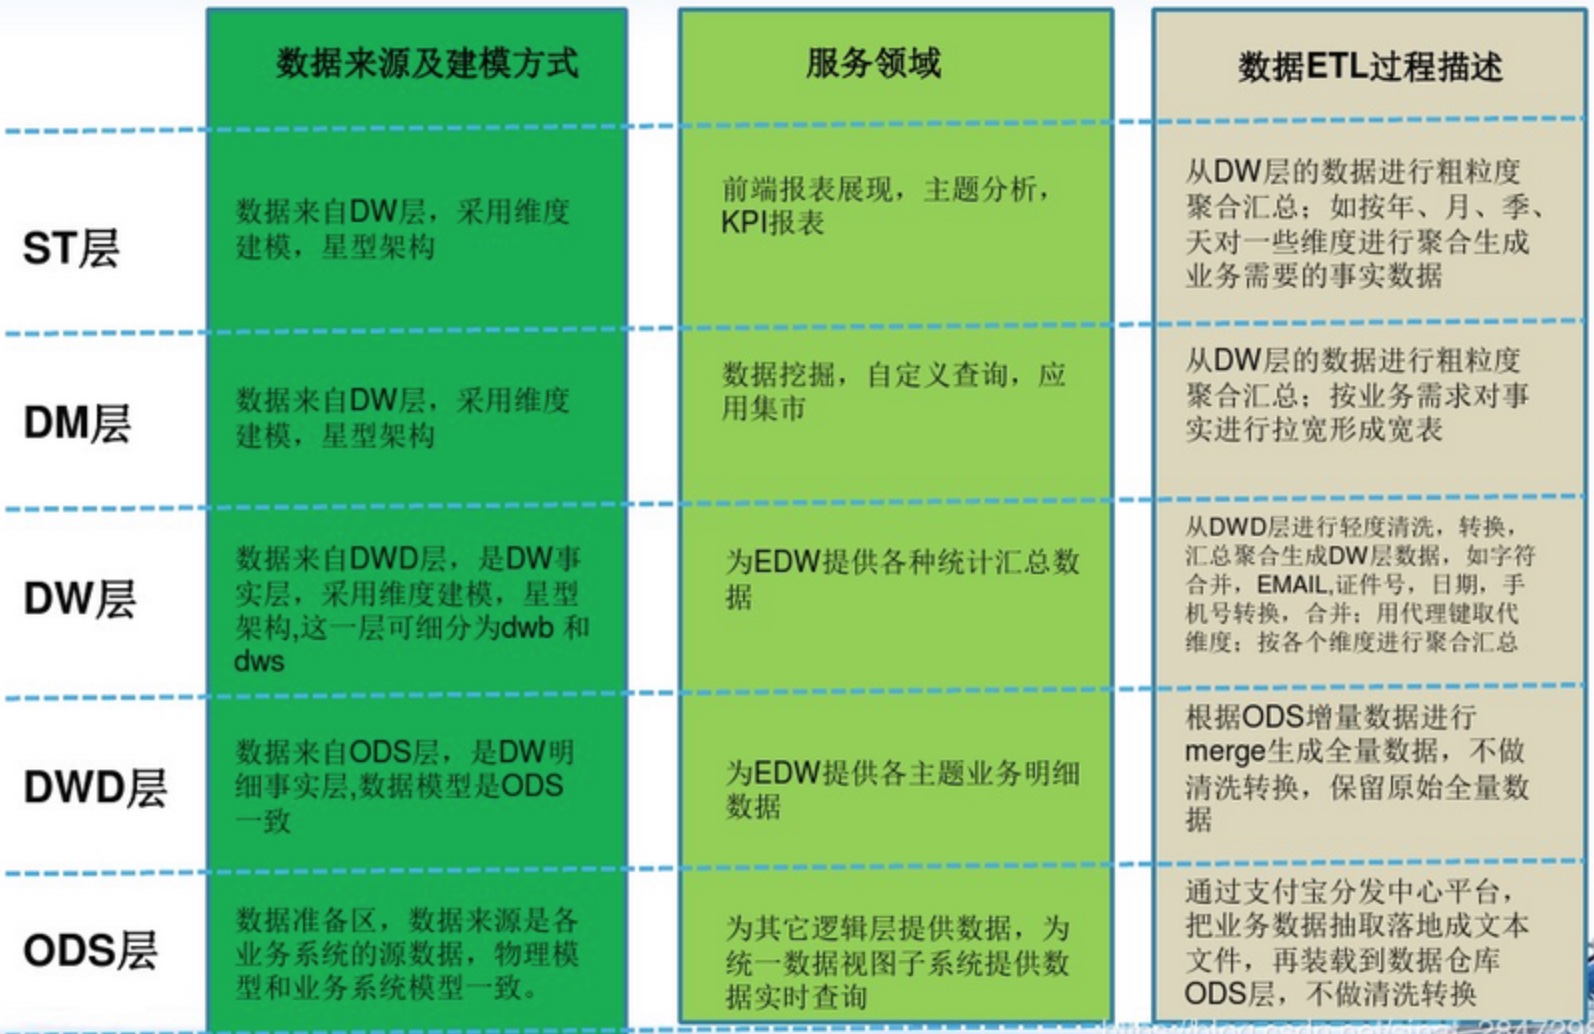 数据来源及建模方式
服务领域
数据ETL过程描述
ST层
数据来自DW层，采用维度
建模，星型架构
前端报表展现，主题分析，
KPI报表
从DW层的数据进行粗粒度
聚合汇总；如按年、月、季、
天对一些维度进行聚合生成
业务需要的事实数据
DM层
数据来自DW层，采用维度
建模，星型架构
数据挖掘，自定义查询，应
用集市
从DW层的数据进行粗粒度
聚合汇总；按业务需求对事
实进行拉宽形成宽表
DW层
数据来自DWD层，是DW事
实层，采用维度建模，星型
架构,这一层可细分为dwb 和
dws
为EDW提供各种统计汇总数
据
从DWD层进行轻度清洗，转换，
汇总聚合生成DW层数据，如字符
合并，EMAIL,证件号，日期，手
机号转换，合并；用代理键取代
维度；按各个维度进行聚合汇总
DWD层
数据来自ODS层，是DW明
细事实层,数据模型是ODS
一致
为EDW提供各主题业务明细
数据
根据ODS增量数据进行
merge生成全量数据，不做
清洗转换，保留原始全量数
据
ODS层
数据准备区，数据来源是各
业务系统的源数据，物理模
型和业务系统模型一致。
为其它逻辑层提供数据，为
统一数据视图子系统提供数
据实时查询
通过支付宝分发中心平台，
把业务数据抽取落地成文本
文件，再装载到数据仓库
ODS层，不做清洗转换